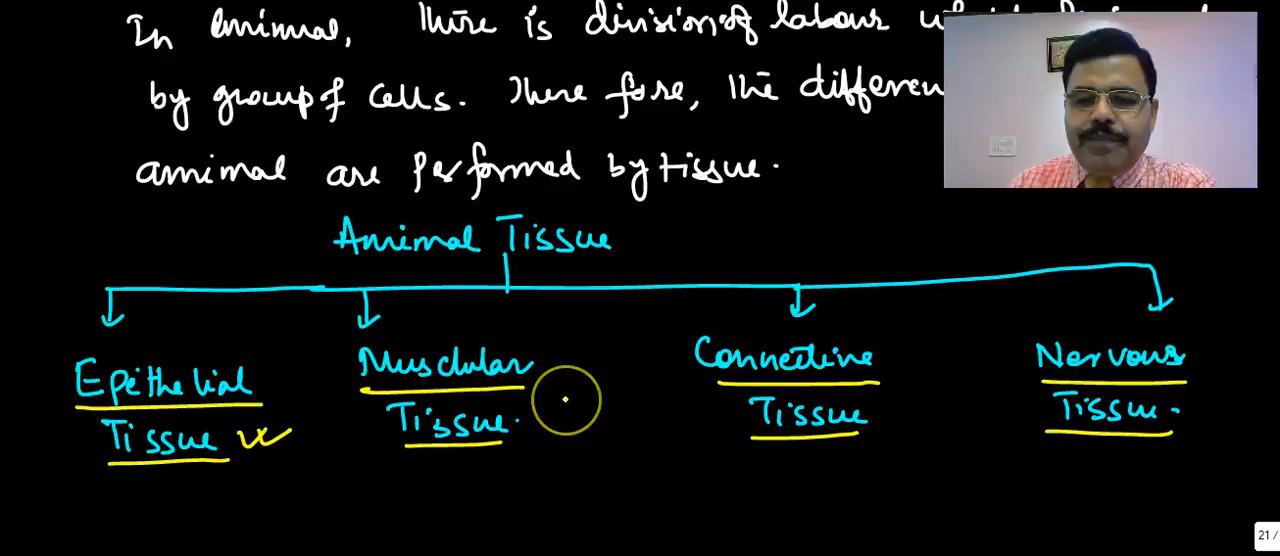 In animal, There is division of labour
by group of cells. There fore, the differen
animal are performed by tissue.
Animal Tissue
Epithelial
Tissue
Muscular
Tissue.
Connective
Tissue
Nervous
Tissue.
21 /